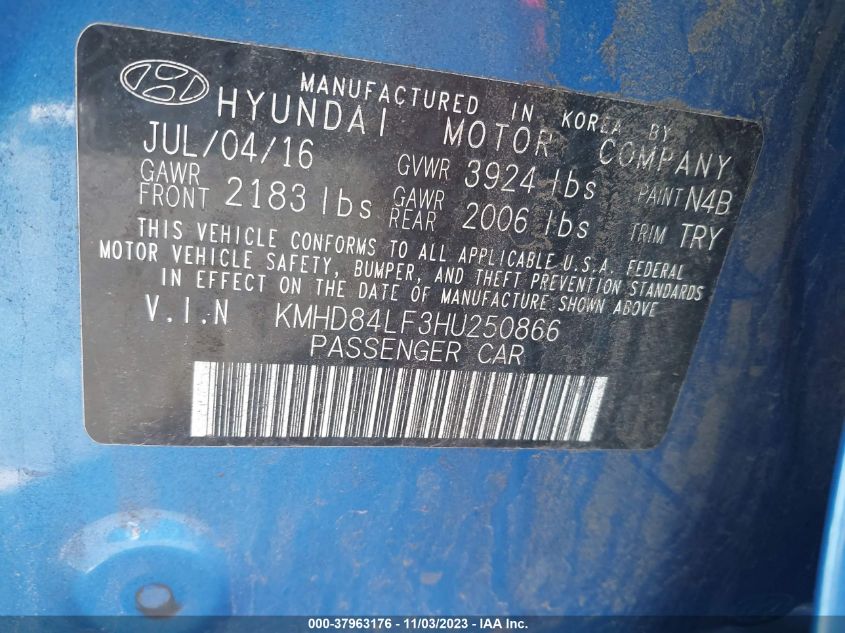 MANUFACTURED IN KOREA BY
HYUNDAI MOTOR COMPANY
JUL/04/16 GVWR 3924 lbs PAINT N4B
GAWR FRONT 2183 lbs GAWR REAR 2006 lbs TRIM TRY
THIS VEHICLE CONFORMS TO ALL APPLICABLE U.S.A. FEDERAL
MOTOR VEHICLE SAFETY, BUMPER, AND THEFT PREVENTION STANDARDS
IN EFFECT ON THE DATE OF MANUFACTURE SHOWN ABOVE
V.I.N KMHD84LF3HU250866
PASSENGER CAR
000-37963176 - 11/03/2023 - IAA Inc.